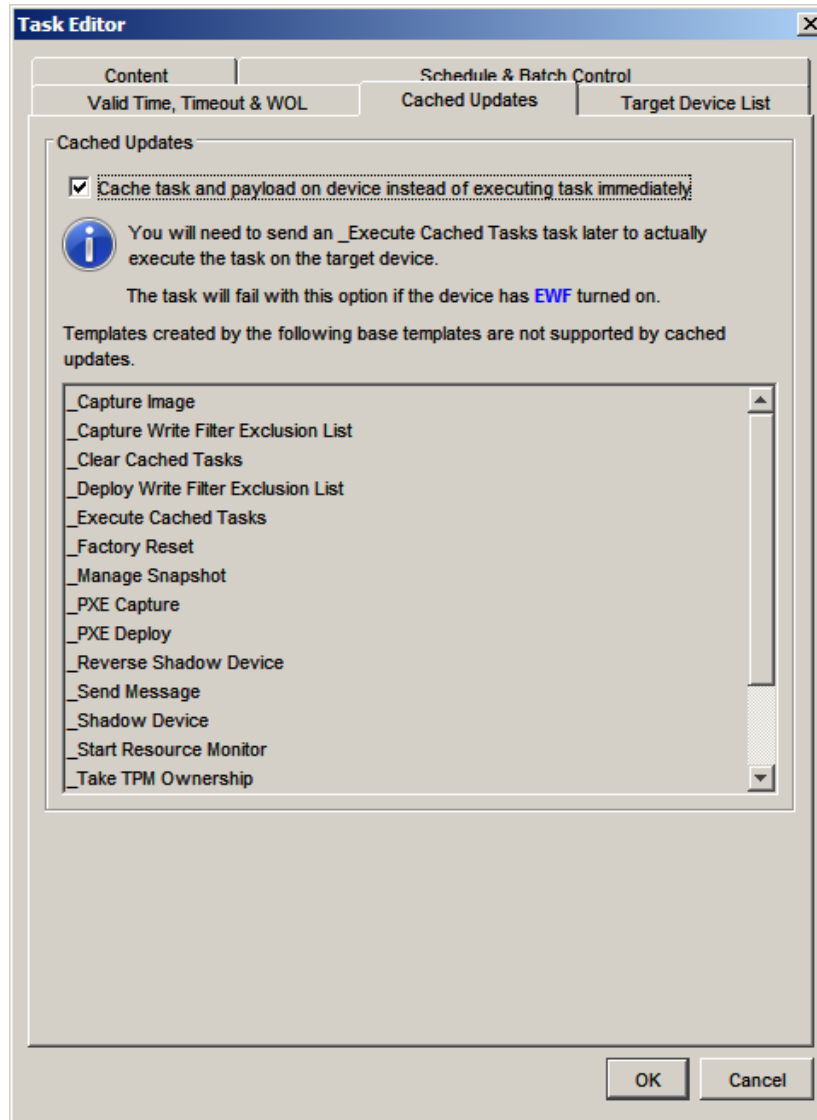 Task Editor
Content
Schedule & Batch Control
Valid Time, Timeout & WOL
Cached Updates
Target Device List
Cached Updates
Cache task and payload on device instead of executing task immediately
You will need to send an _Execute Cached Tasks task later to actually
execute the task on the target device.
The task will fail with this option if the device has EWF turned on.
Templates created by the following base templates are not supported by cached
updates.
_Capture Image
_Capture Write Filter Exclusion List
_Clear Cached Tasks
_Deploy Write Filter Exclusion List
_Execute Cached Tasks
_Factory Reset
_Manage Snapshot
_PXE Capture
_PXE Deploy
_Reverse Shadow Device
_Send Message
_Shadow Device
_Start Resource Monitor
_Take TPM Ownership
OK
Cancel